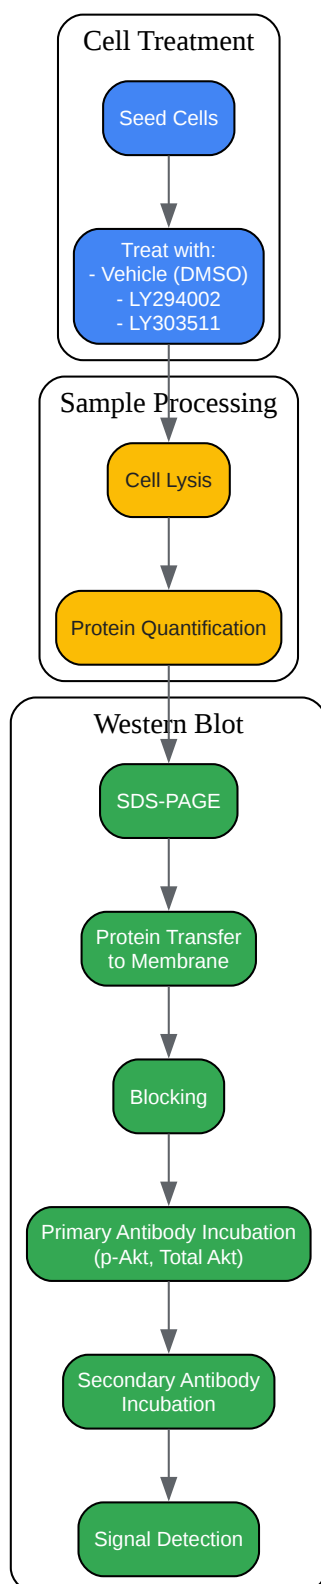 Cell Treatment
Seed Cells
Treat with:
- Vehicle (DMSO)
- LY294002
- LY303511
Sample Processing
Cell Lysis
Protein Quantification
Western Blot
SDS-PAGE
Protein Transfer
to Membrane
Blocking
Primary Antibody Incubation
(p-Akt, Total Akt)
Secondary Antibody
Incubation
Signal Detection